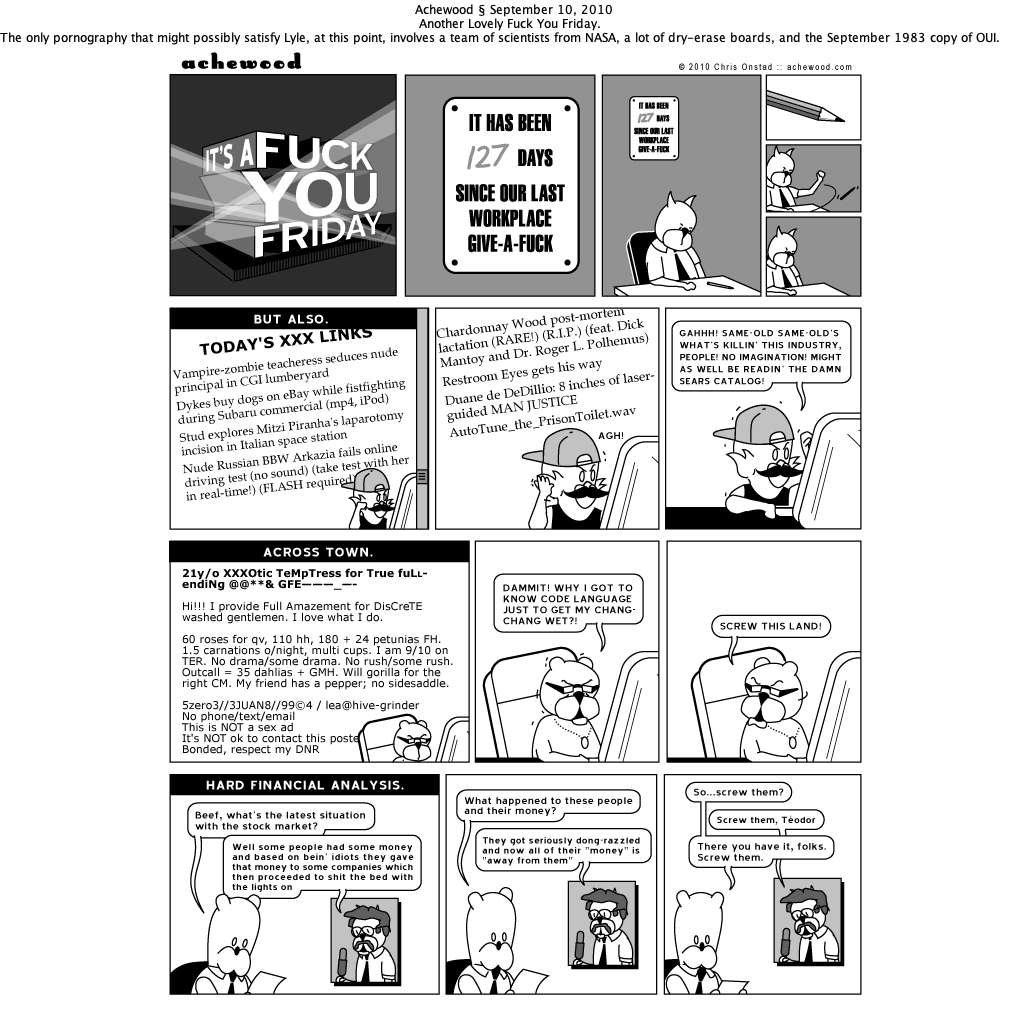 Achewood § September 10, 2010
Another Lovely Fuck You Friday.
The only pornography that might possibly satisfy Lyle, at this point, involves a team of scientists from NASA, a lot of dry-erase boards, and the September 1983 copy of OUI.
achewood
© 2010 Chris Onstad :: achewood.com
IT'S A FUCK
YOU
FRIDAY
IT HAS BEEN
127 DAYS
SINCE OUR LAST
WORKPLACE
GIVE-A-FUCK
IT HAS BEEN
127 DAYS
SINCE OUR LAST
WORKPLACE
GIVE-A-FUCK
BUT ALSO.
TODAY'S XXX LINKS
Vampire-zombie teacheress seduces nude
principal in CGI lumberyard
Dykes buy dogs on eBay while fistfighting
during Subaru commercial (mp4, iPod)
Stud explores Mitzi Piranha's laparotomy
incision in Italian space station
Nude Russian BBW Arkazia fails online
driving test (no sound) (take test with her
in real-time!) (FLASH required
Chardonnay Wood post-mortem
lactation (RARE!) (R.I.P.) (feat. Dick
Mantoy and Dr. Roger L. Polhemus)
Restroom Eyes gets his way
Duane de DeDillio: 8 inches of laser-
guided MAN JUSTICE
AutoTune_the_PrisonToilet.wav
AGH!
GAHHH! SAME-OLD SAME-OLD'S
WHAT'S KILLIN' THIS INDUSTRY,
PEOPLE! NO IMAGINATION! MIGHT
AS WELL BE READIN' THE DAMN
SEARS CATALOG!
ACROSS TOWN.
21y/o XXXOtic TeMpTress for True fuLL-
endiNg @@**& GFE———_—-
Hi!!! I provide Full Amazement for DisCreTE
washed gentlemen. I love what I do.
60 roses for qv, 110 hh, 180 + 24 petunias FH.
1.5 carnations o/night, multi cups. I am 9/10 on
TER. No drama/some drama. No rush/some rush.
Outcall = 35 dahlias + GMH. Will gorilla for the
right CM. My friend has a pepper; no sidesaddle.
5zero3//3JUAN8//99©4 / lea@hive-grinder
No phone/text/email
This is NOT a sex ad
It's NOT ok to contact this poste
Bonded, respect my DNR
DAMMIT! WHY I GOT TO
KNOW CODE LANGUAGE
JUST TO GET MY CHANG-
CHANG WET?!
SCREW THIS LAND!
HARD FINANCIAL ANALYSIS.
Beef, what's the latest situation
with the stock market?
Well some people had some money
and based on bein' idiots they gave
that money to some companies which
then proceeded to shit the bed with
the lights on
What happened to these people
and their money?
They got seriously dong-razzled
and now all of their "money" is
"away from them"
So...screw them?
Screw them, Téodor
There you have it, folks.
Screw them.